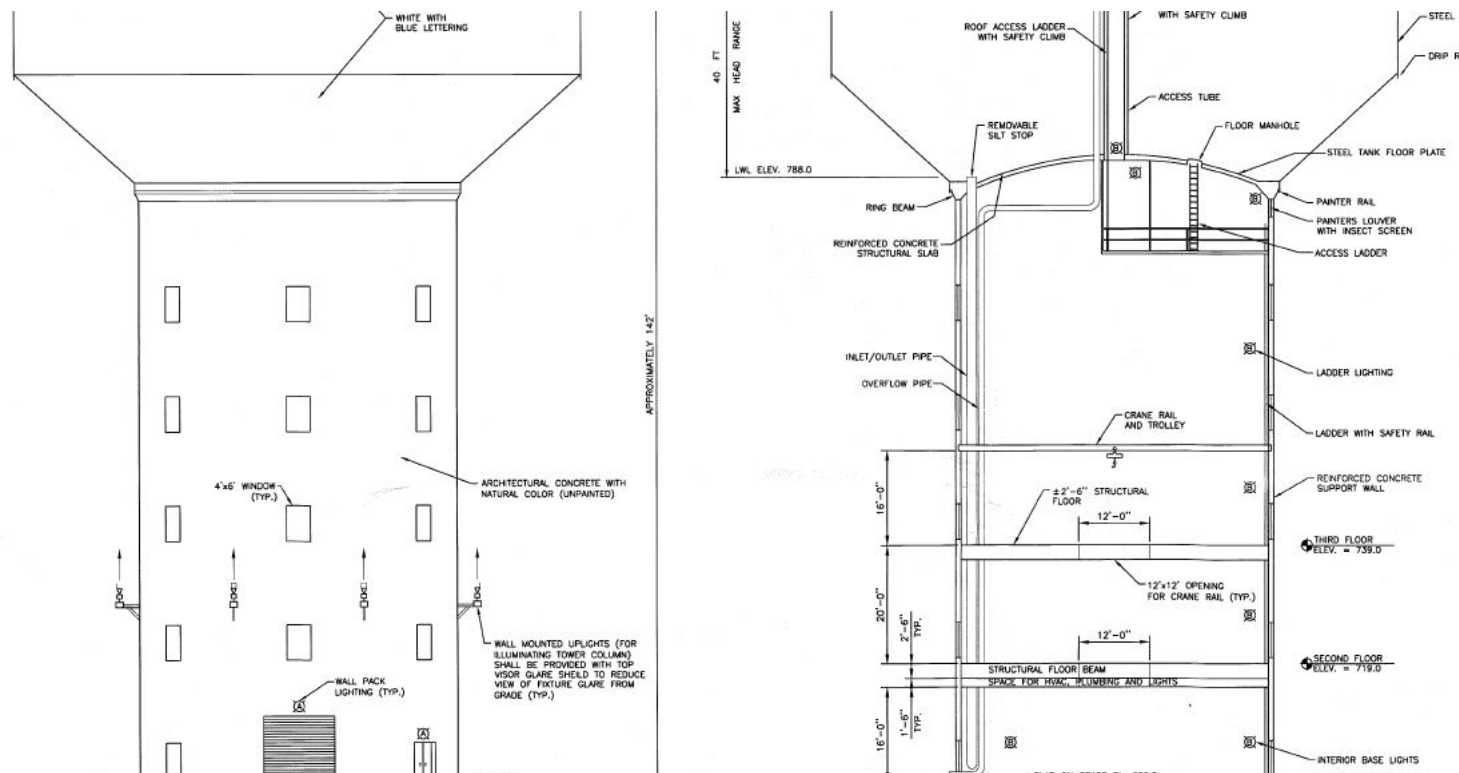 WHITE WITH
BLUE LETTERING
4'x6' WINDOW
(TYP.)
ARCHITECTURAL CONCRETE WITH
NATURAL COLOR (UNPAINTED)
WALL MOUNTED UPLIGHTS (FOR
ILLUMINATING TOWER COLUMN)
SHALL BE PROVIDED WITH TOP
VISOR GLARE SHEILD TO REDUCE
VIEW OF FIXTURE GLARE FROM
GRADE (TYP.)
WALL PACK
LIGHTING (TYP.)
A
A
APPROXIMATELY 142'
40 FT
MAX HEAD RANGE
ROOF ACCESS LADDER
WITH SAFETY CLIMB
WITH SAFETY CLIMB
STEEL
DRIP R
ACCESS TUBE
REMOVABLE
SILT STOP
FLOOR MANHOLE
STEEL TANK FLOOR PLATE
LWL ELEV. 788.0
B
B
B
RING BEAM
PAINTER RAIL
PAINTERS LOUVER
WITH INSECT SCREEN
REINFORCED CONCRETE
STRUCTURAL SLAB
ACCESS LADDER
INLET/OUTLET PIPE
OVERFLOW PIPE
B
LADDER LIGHTING
CRANE RAIL
AND TROLLEY
LADDER WITH SAFETY RAIL
16'-0"
±2'-6" STRUCTURAL
FLOOR
12'-0"
B
REINFORCED CONCRETE
SUPPORT WALL
THIRD FLOOR
ELEV. = 739.0
12'x12' OPENING
FOR CRANE RAIL (TYP.)
20'-0"
2'-6"
TYP.
12'-0"
B
SECOND FLOOR
ELEV. = 719.0
STRUCTURAL FLOOR BEAM
SPACE FOR HVAC, PLUMBING AND LIGHTS
16'-0"
1'-6"
TYP.
B
B
INTERIOR BASE LIGHTS